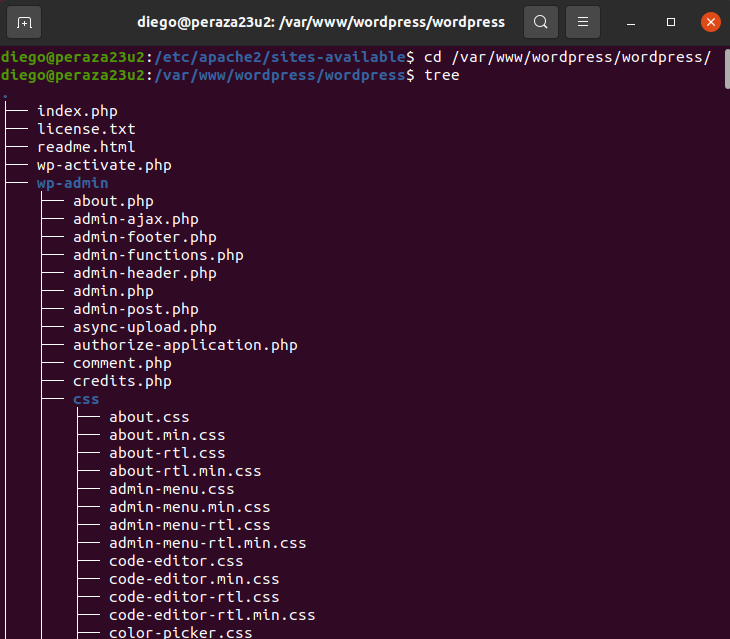 diego@peraza23u2: /var/www/wordpress/wordpress
diego@peraza23u2:/etc/apache2/sites-available$ cd /var/www/wordpress/wordpress/
diego@peraza23u2:/var/www/wordpress/wordpress$ tree
.
├── index.php
├── license.txt
├── readme.html
├── wp-activate.php
├── wp-admin
│   ├── about.php
│   ├── admin-ajax.php
│   ├── admin-footer.php
│   ├── admin-functions.php
│   ├── admin-header.php
│   ├── admin.php
│   ├── admin-post.php
│   ├── async-upload.php
│   ├── authorize-application.php
│   ├── comment.php
│   ├── credits.php
│   ├── css
│   │   ├── about.css
│   │   ├── about.min.css
│   │   ├── about-rtl.css
│   │   ├── about-rtl.min.css
│   │   ├── admin-menu.css
│   │   ├── admin-menu.min.css
│   │   ├── admin-menu-rtl.css
│   │   ├── admin-menu-rtl.min.css
│   │   ├── code-editor.css
│   │   ├── code-editor.min.css
│   │   ├── code-editor-rtl.css
│   │   ├── code-editor-rtl.min.css
│   │   ├── color-picker.css